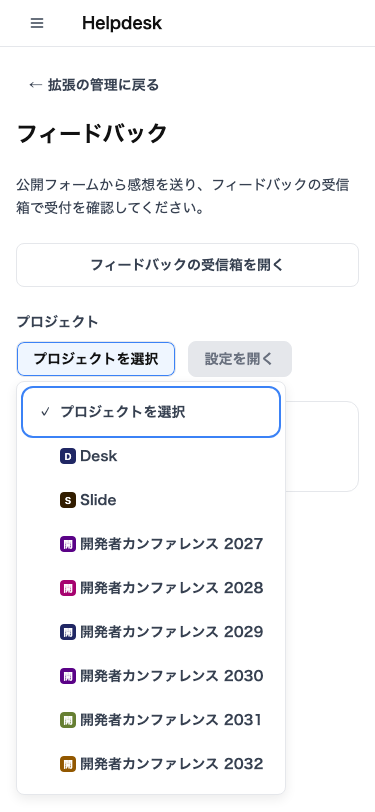 Helpdesk
← 拡張の管理に戻る
フィードバック
公開フォームから感想を送り、フィードバックの受信
箱で受付を確認してください。
フィードバックの受信箱を開く
プロジェクト
プロジェクトを選択
設定を開く
✓ プロジェクトを選択
D Desk
S Slide
開 開発者カンファレンス 2027
開 開発者カンファレンス 2028
開 開発者カンファレンス 2029
開 開発者カンファレンス 2030
開 開発者カンファレンス 2031
開 開発者カンファレンス 2032